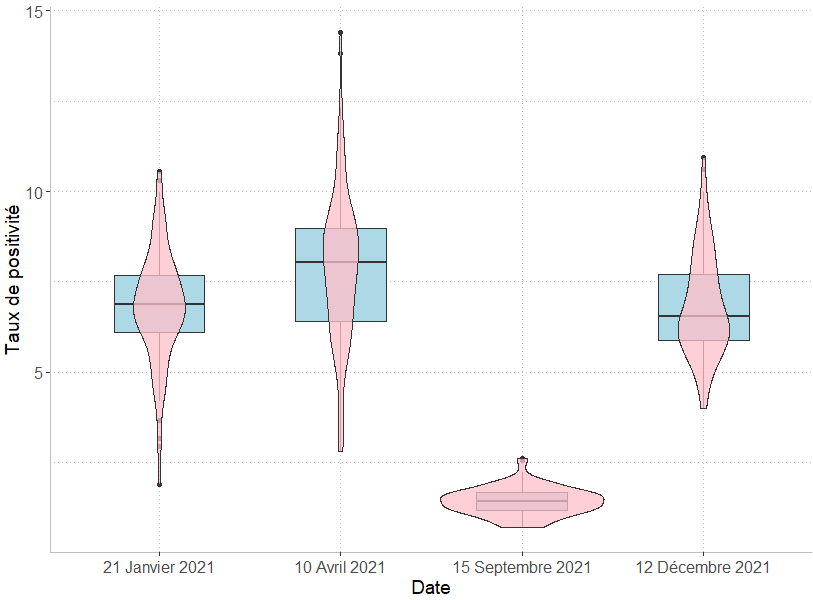 15
10
5
Taux de positivité
21 Janvier 2021
10 Avril 2021
15 Septembre 2021
12 Décembre 2021
Date